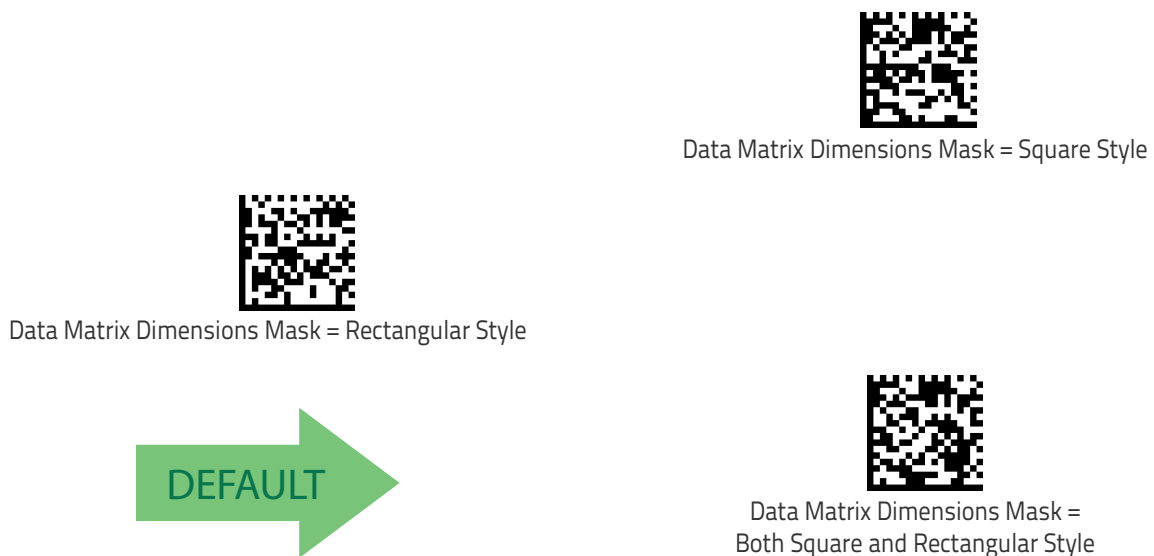 Data Matrix Dimensions Mask = Square Style
Data Matrix Dimensions Mask = Rectangular Style
DEFAULT
Data Matrix Dimensions Mask =
Both Square and Rectangular Style